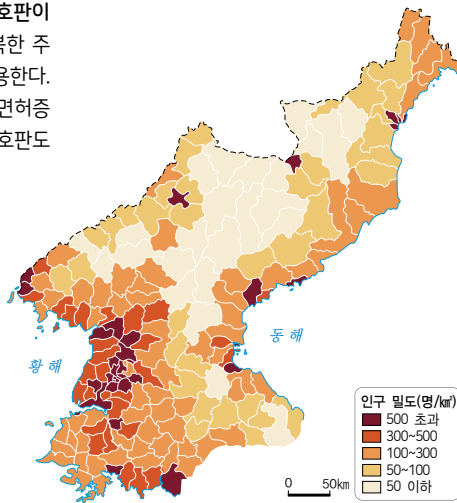 호판이
북한 주
용한다.
면허증
호판도
동해
황해
인구 밀도(명/㎢)
500 초과
300~500
100~300
50~100
50 이하
0 50km